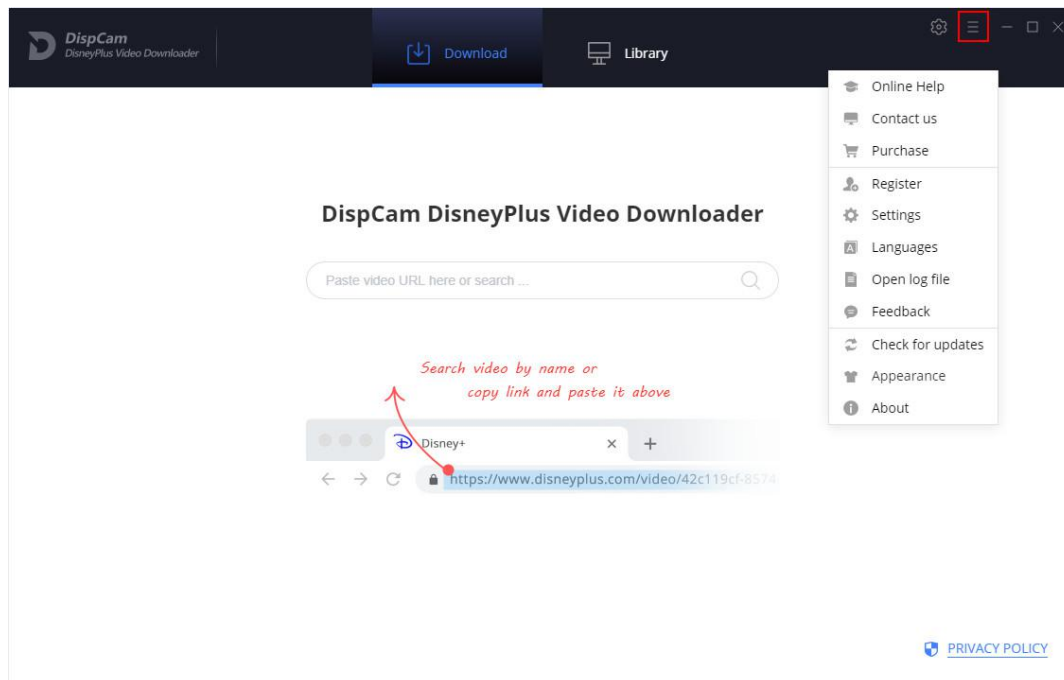 DispCam
DisneyPlus Video Downloader
Download
Library
Online Help
Contact us
Purchase
Register
Settings
Languages
Open log file
Feedback
Check for updates
Appearance
About
DispCam DisneyPlus Video Downloader
Paste video URL here or search ...
Search video by name or
copy link and paste it above
Disney+
https://www.disneyplus.com/video/42c119cf-8574
PRIVACY POLICY